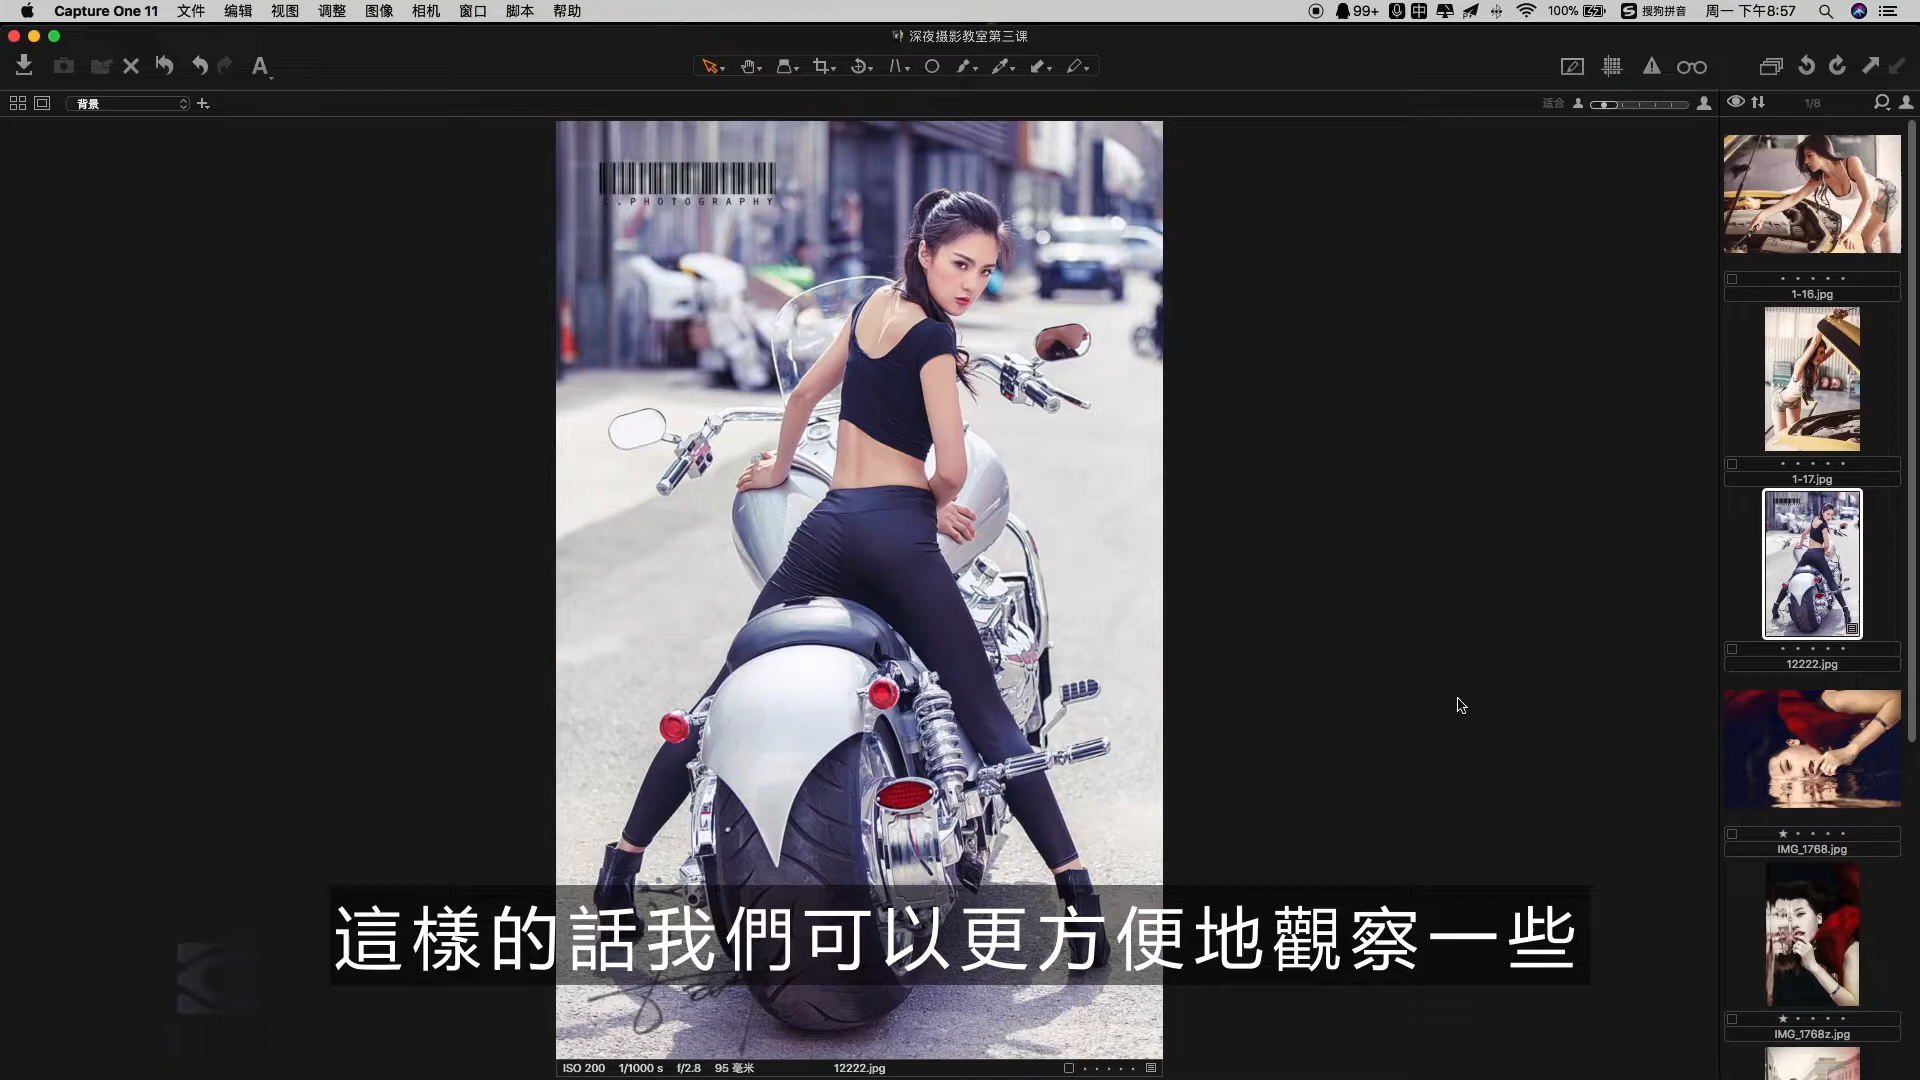 Capture One 11 文件 编辑 视图 调整 图像 相机 窗口 脚本 帮助 99+ 中 100% 搜狗拼音 周一 下午8:57
深夜摄影教室第三课
A
背景 适合 1/8
C.PHOTOGRAPHY
1-16.jpg
1-17.jpg
12222.jpg
IMG_1768.jpg
這樣的話我們可以更方便地觀察一些
IMG_1768z.jpg
ISO 200 1/1000 s f/2.8 95 毫米 12222.jpg